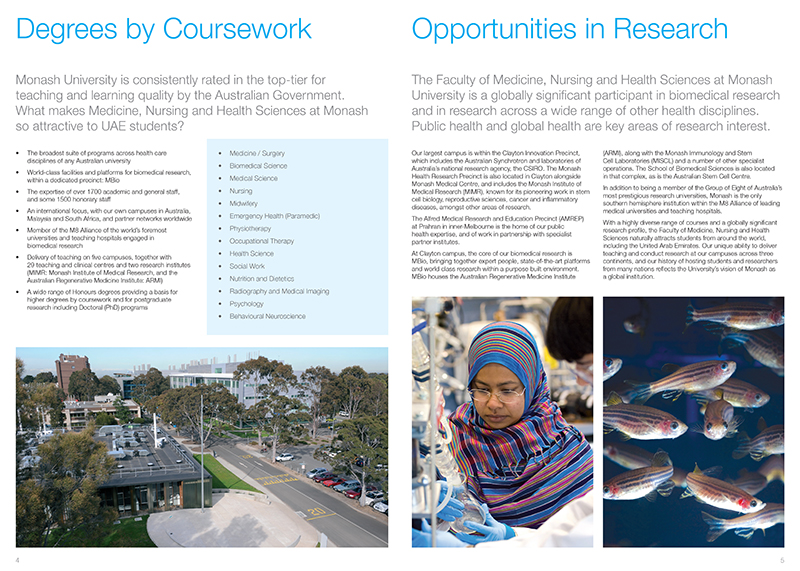 Degrees by Coursework
Monash University is consistently rated in the top-tier for
teaching and learning quality by the Australian Government.
What makes Medicine, Nursing and Health Sciences at Monash
so attractive to UAE students?
• The broadest suite of programs across health care
disciplines of any Australian university
• World-class facilities and platforms for biomedical research,
within a dedicated precinct: MBio
• The expertise of over 1700 academic and general staff,
and some 1500 honorary staff
• An international focus, with our own campuses in Australia,
Malaysia and South Africa, and partner networks worldwide
• Member of the M8 Alliance of the world's foremost
universities and teaching hospitals engaged in
biomedical research
• Delivery of teaching on five campuses, together with
29 teaching and clinical centres and two research institutes
(MIMR: Monash Institute of Medical Research, and the
Australian Regenerative Medicine Institute: ARMI)
• A wide range of Honours degrees providing a basis for
higher degrees by coursework and for postgraduate
research including Doctoral (PhD) programs
• Medicine / Surgery
• Biomedical Science
• Medical Science
• Nursing
• Midwifery
• Emergency Health (Paramedic)
• Physiotherapy
• Occupational Therapy
• Health Science
• Social Work
• Nutrition and Dietetics
• Radiography and Medical Imaging
• Psychology
• Behavioural Neuroscience
4
Opportunities in Research
The Faculty of Medicine, Nursing and Health Sciences at Monash
University is a globally significant participant in biomedical research
and in research across a wide range of other health disciplines.
Public health and global health are key areas of research interest.
Our largest campus is within the Clayton Innovation Precinct,
which includes the Australian Synchrotron and laboratories of
Australia's national research agency, the CSIRO. The Monash
Health Research Precinct is also located in Clayton alongside
Monash Medical Centre, and includes the Monash Institute of
Medical Research (MIMR), known for its pioneering work in stem
cell biology, reproductive sciences, cancer and inflammatory
diseases, amongst other areas of research.
The Alfred Medical Research and Education Precinct (AMREP)
at Prahran in inner-Melbourne is the home of our public
health expertise, and of work in partnership with specialist
partner institutes.
At Clayton campus, the core of our biomedical research is
MBio, bringing together expert people, state-of-the-art platforms
and world class research within a purpose built environment.
MBio houses the Australian Regenerative Medicine Institute
(ARMI), along with the Monash Immunology and Stem
Cell Laboratories (MISCL) and a number of other specialist
operations. The School of Biomedical Sciences is also located
in that complex, as is the Australian Stem Cell Centre.
In addition to being a member of the Group of Eight of Australia's
most prestigious research universities, Monash is the only
southern hemisphere institution within the M8 Alliance of leading
medical universities and teaching hospitals.
With a highly diverse range of courses and a globally significant
research profile, the Faculty of Medicine, Nursing and Health
Sciences naturally attracts students from around the world,
including the United Arab Emirates. Our unique ability to deliver
teaching and conduct research at our campuses across three
continents, and our history of hosting students and researchers
from many nations reflects the University's vision of Monash as
a global institution.
5